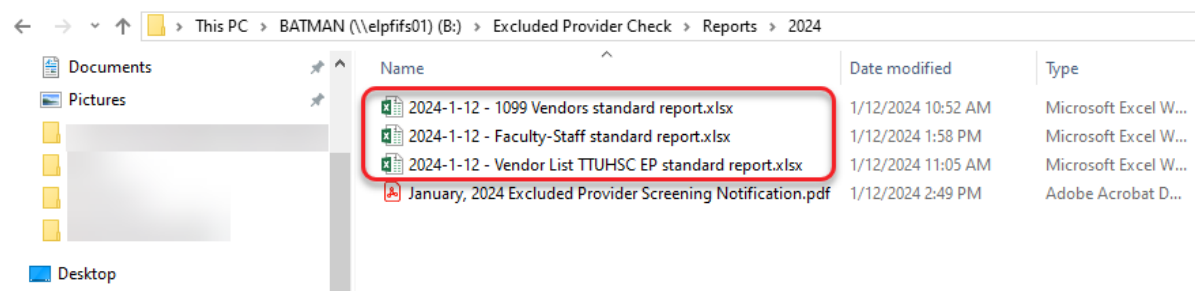 This PC > BATMAN (\\elpfifs01) (B:) > Excluded Provider Check > Reports > 2024
Documents
Pictures
Desktop
Name Date modified Type
2024-1-12 - 1099 Vendors standard report.xlsx 1/12/2024 10:52 AM Microsoft Excel W...
2024-1-12 - Faculty-Staff standard report.xlsx 1/12/2024 1:58 PM Microsoft Excel W...
2024-1-12 - Vendor List TTUHSC EP standard report.xlsx 1/12/2024 11:05 AM Microsoft Excel W...
January, 2024 Excluded Provider Screening Notification.pdf 1/12/2024 2:49 PM Adobe Acrobat D...